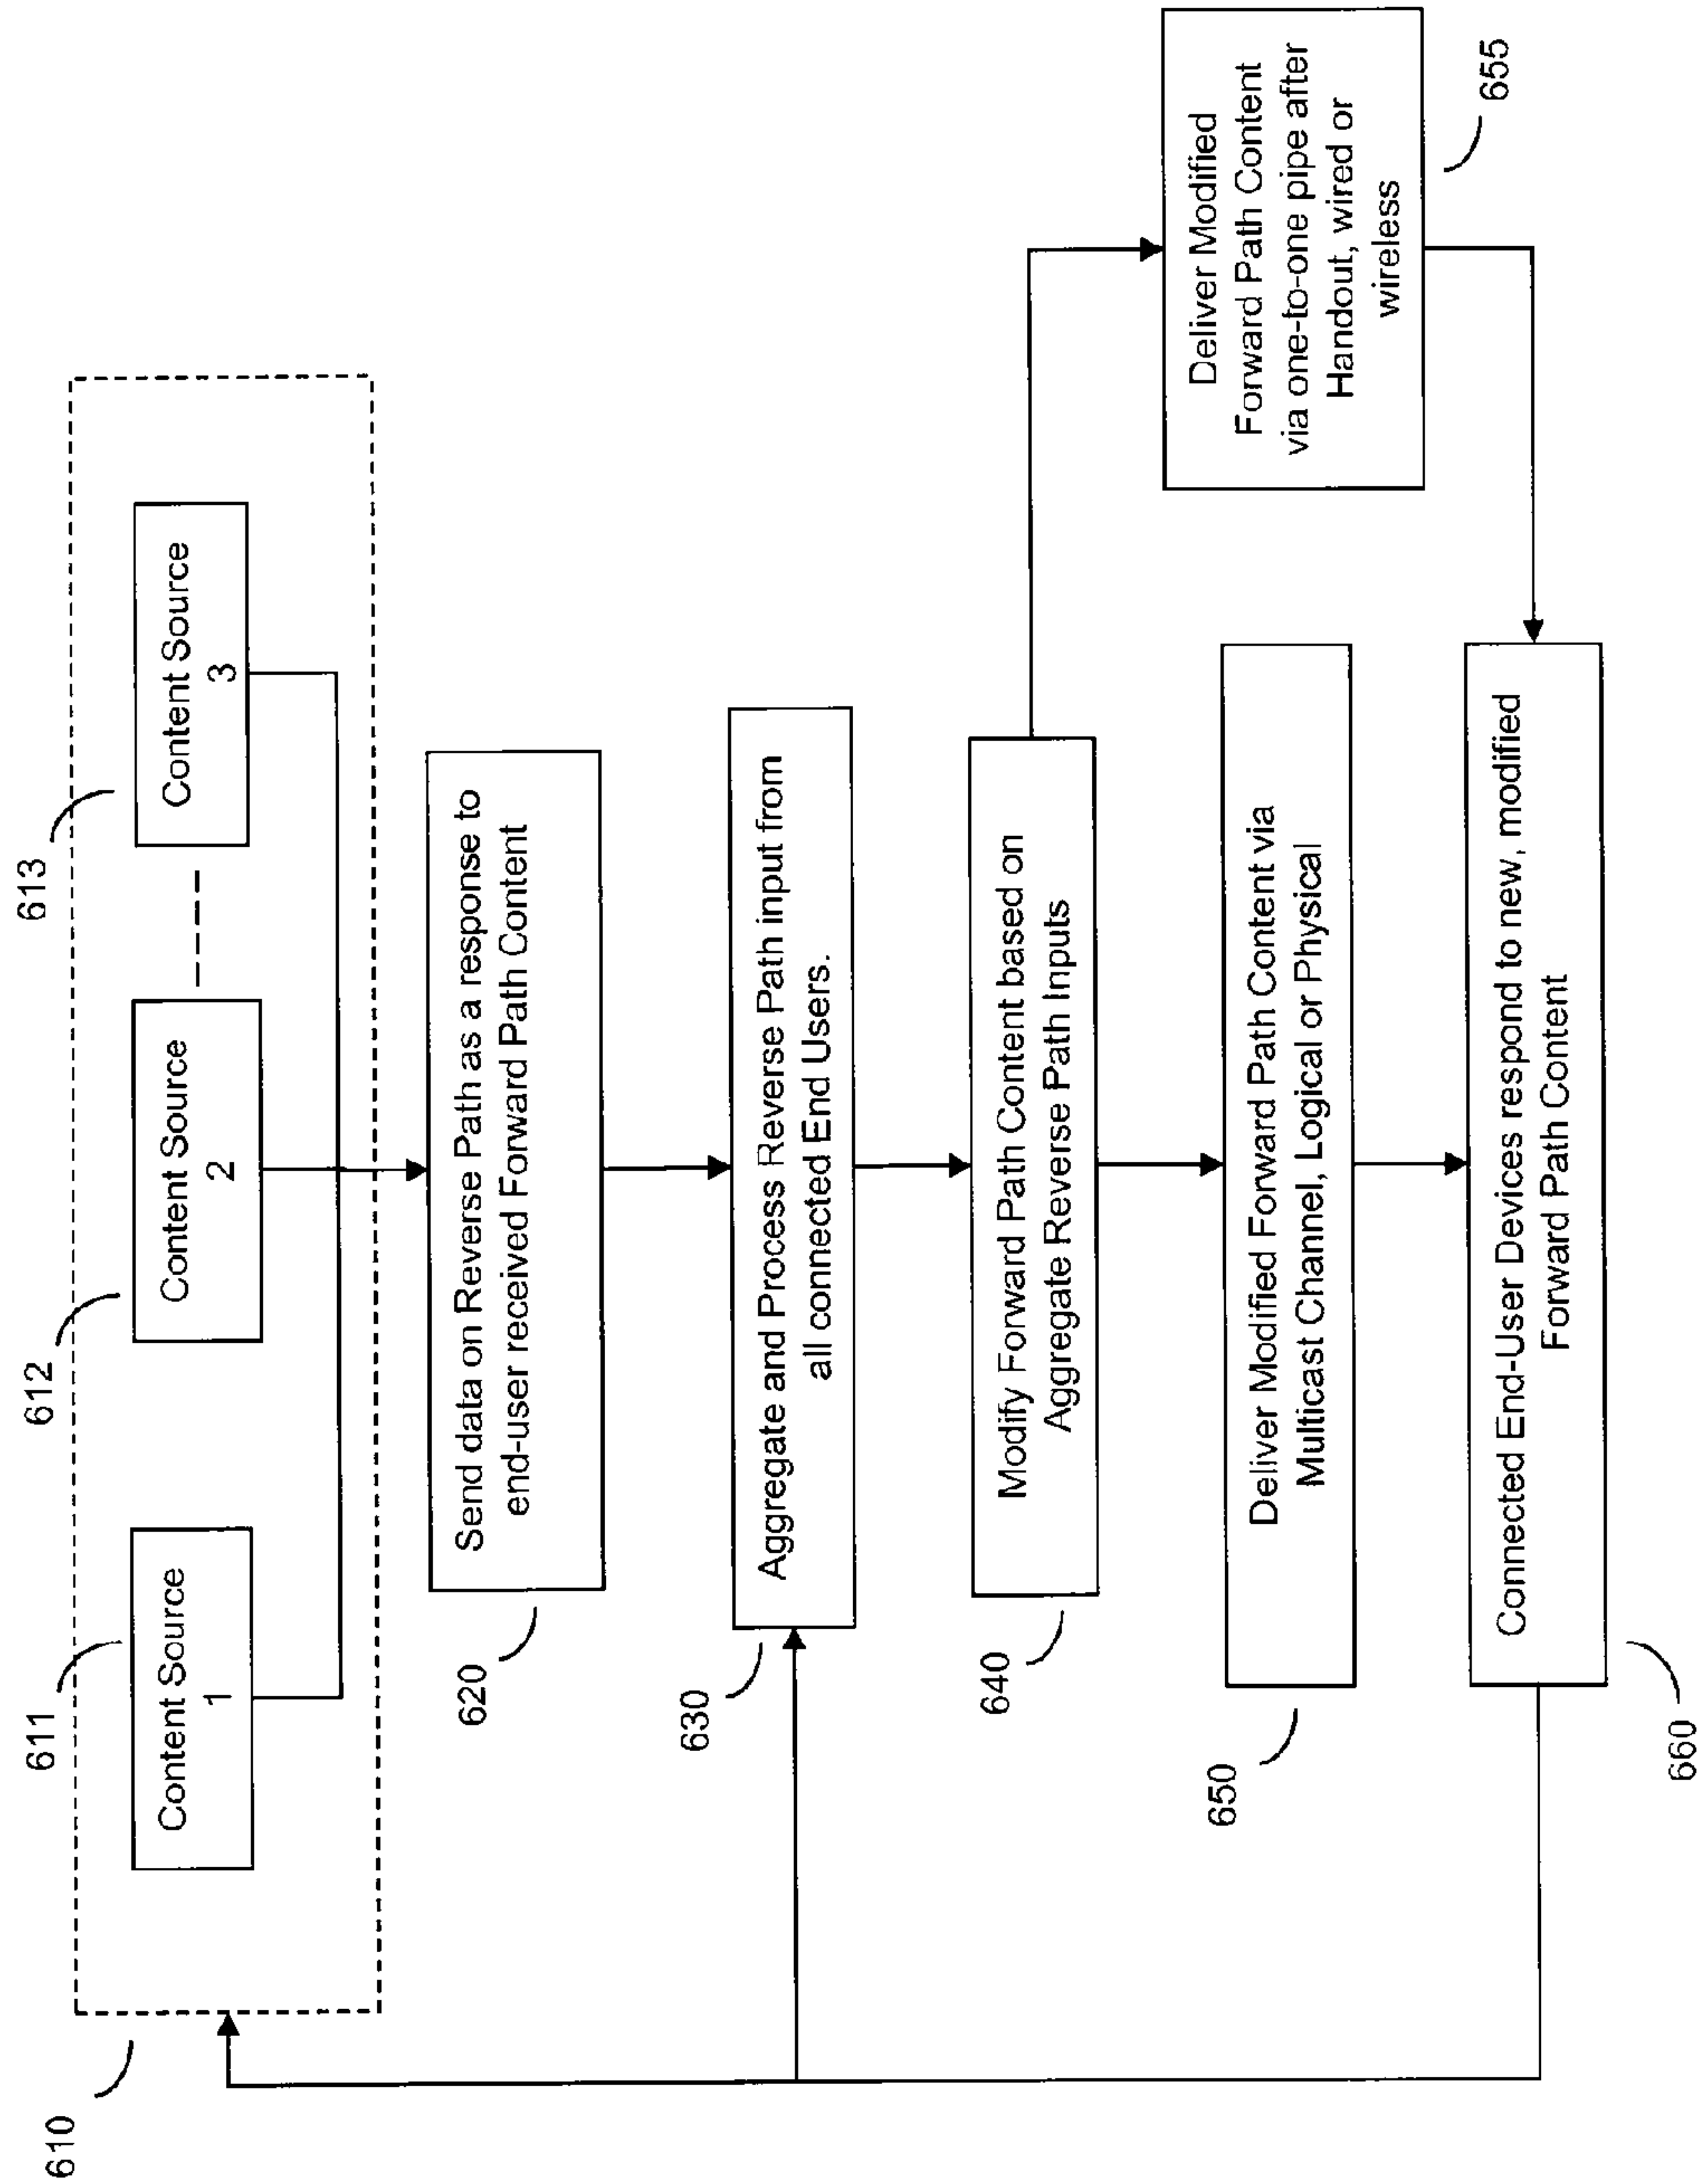 610
611
Content Source
1
612
Content Source
2
613
Content Source
3
620
Send data on Reverse Path as a response to
end-user received Forward Path Content
630
Aggregate and Process Reverse Path input from
all connected End Users.
640
Modify Forward Path Content based on
Aggregate Reverse Path Inputs
650
Deliver Modified Forward Path Content via
Multicast Channel, Logical or Physical
Deliver Modified
Forward Path Content
via one-to-one pipe after
Handout, wired or
wireless
655
660
Connected End-User Devices respond to new, modified
Forward Path Content